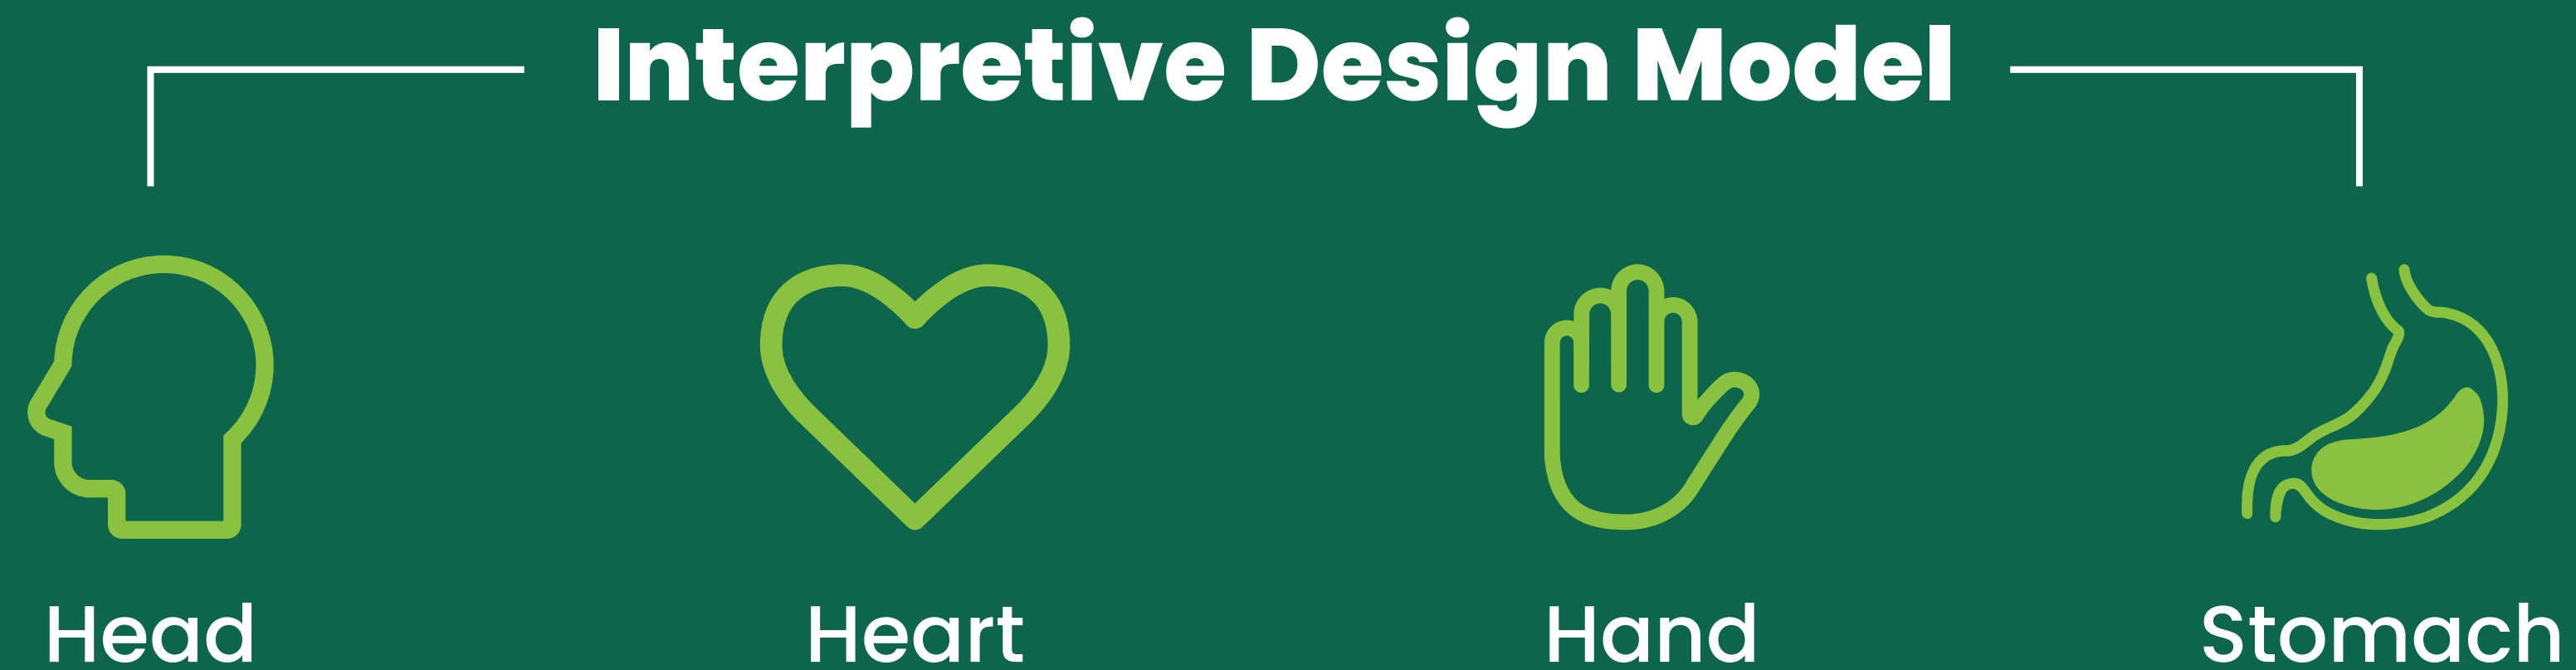 Interpretive Design Model
Head
Heart
Hand
Stomach